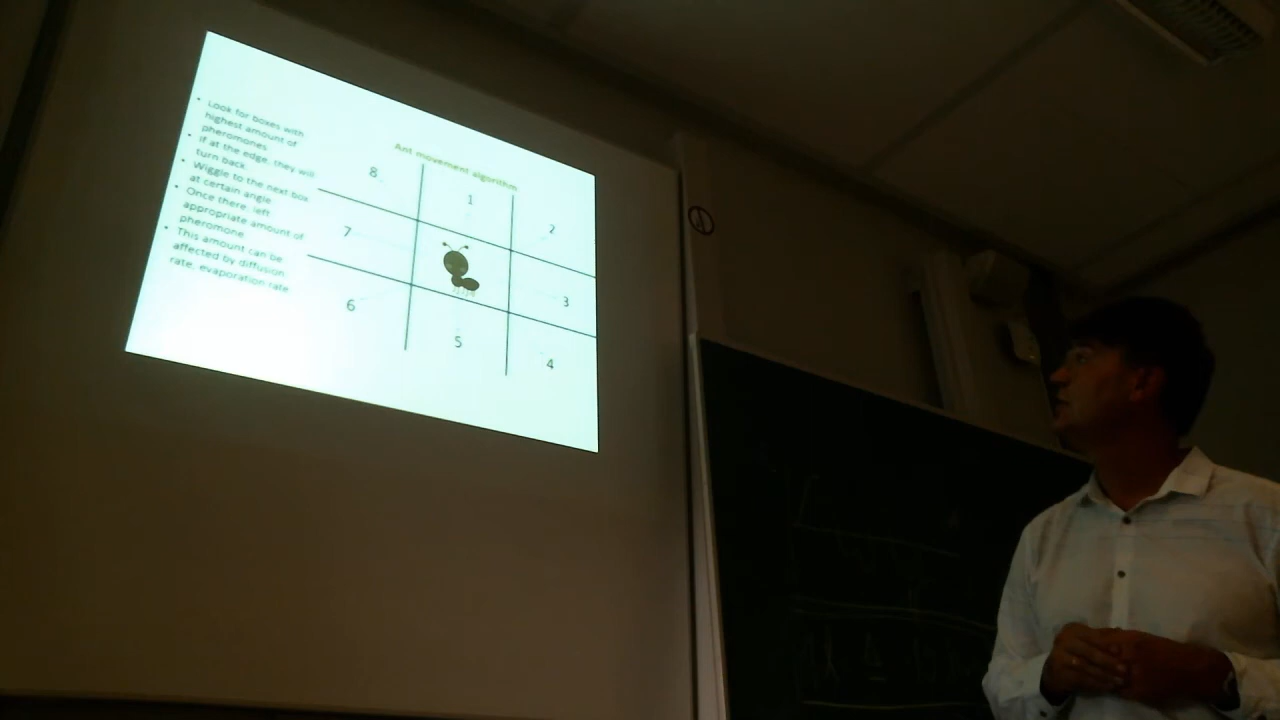 Ant movement algorithm
• Look for boxes with
highest amount of
pheromones.
• If at the edge, they will
turn back.
• Wiggle to the next box
at certain angle
• Once there, left
appropriate amount of
pheromone.
• This amount can be
affected by diffusion
rate, evaporation rate
8 1 2
7 3
6 5 4